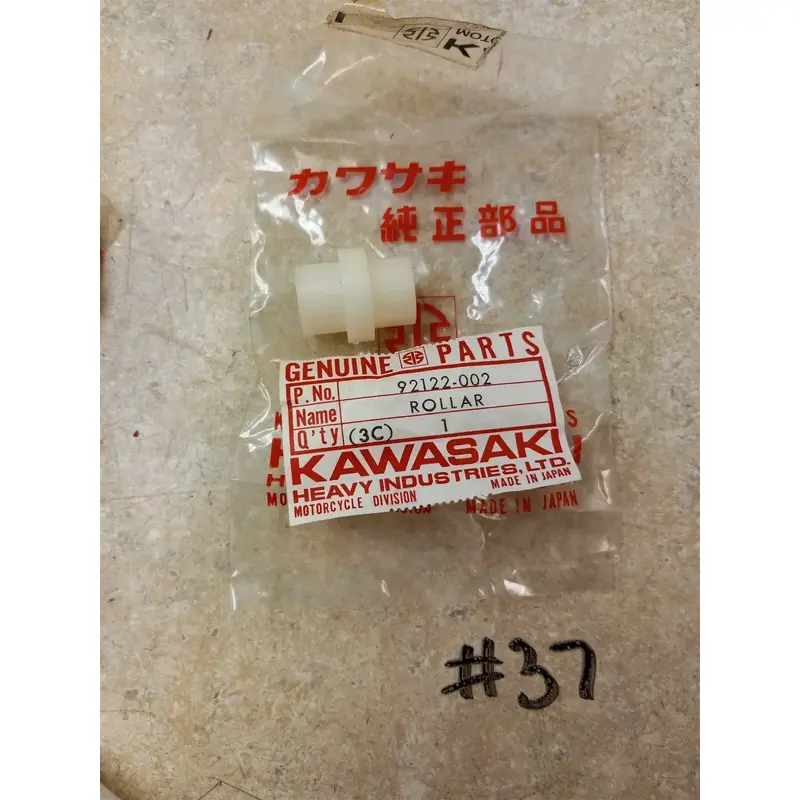 K
OTOM
カワサキ
純正部品
GENUINE PARTS
P.No. 92122-002
Name ROLLAR
Q'ty (3C) 1
KAWASAKI
HEAVY INDUSTRIES, LTD.
MOTORCYCLE DIVISION MADE IN JAPAN
MADE IN JAPAN
#37